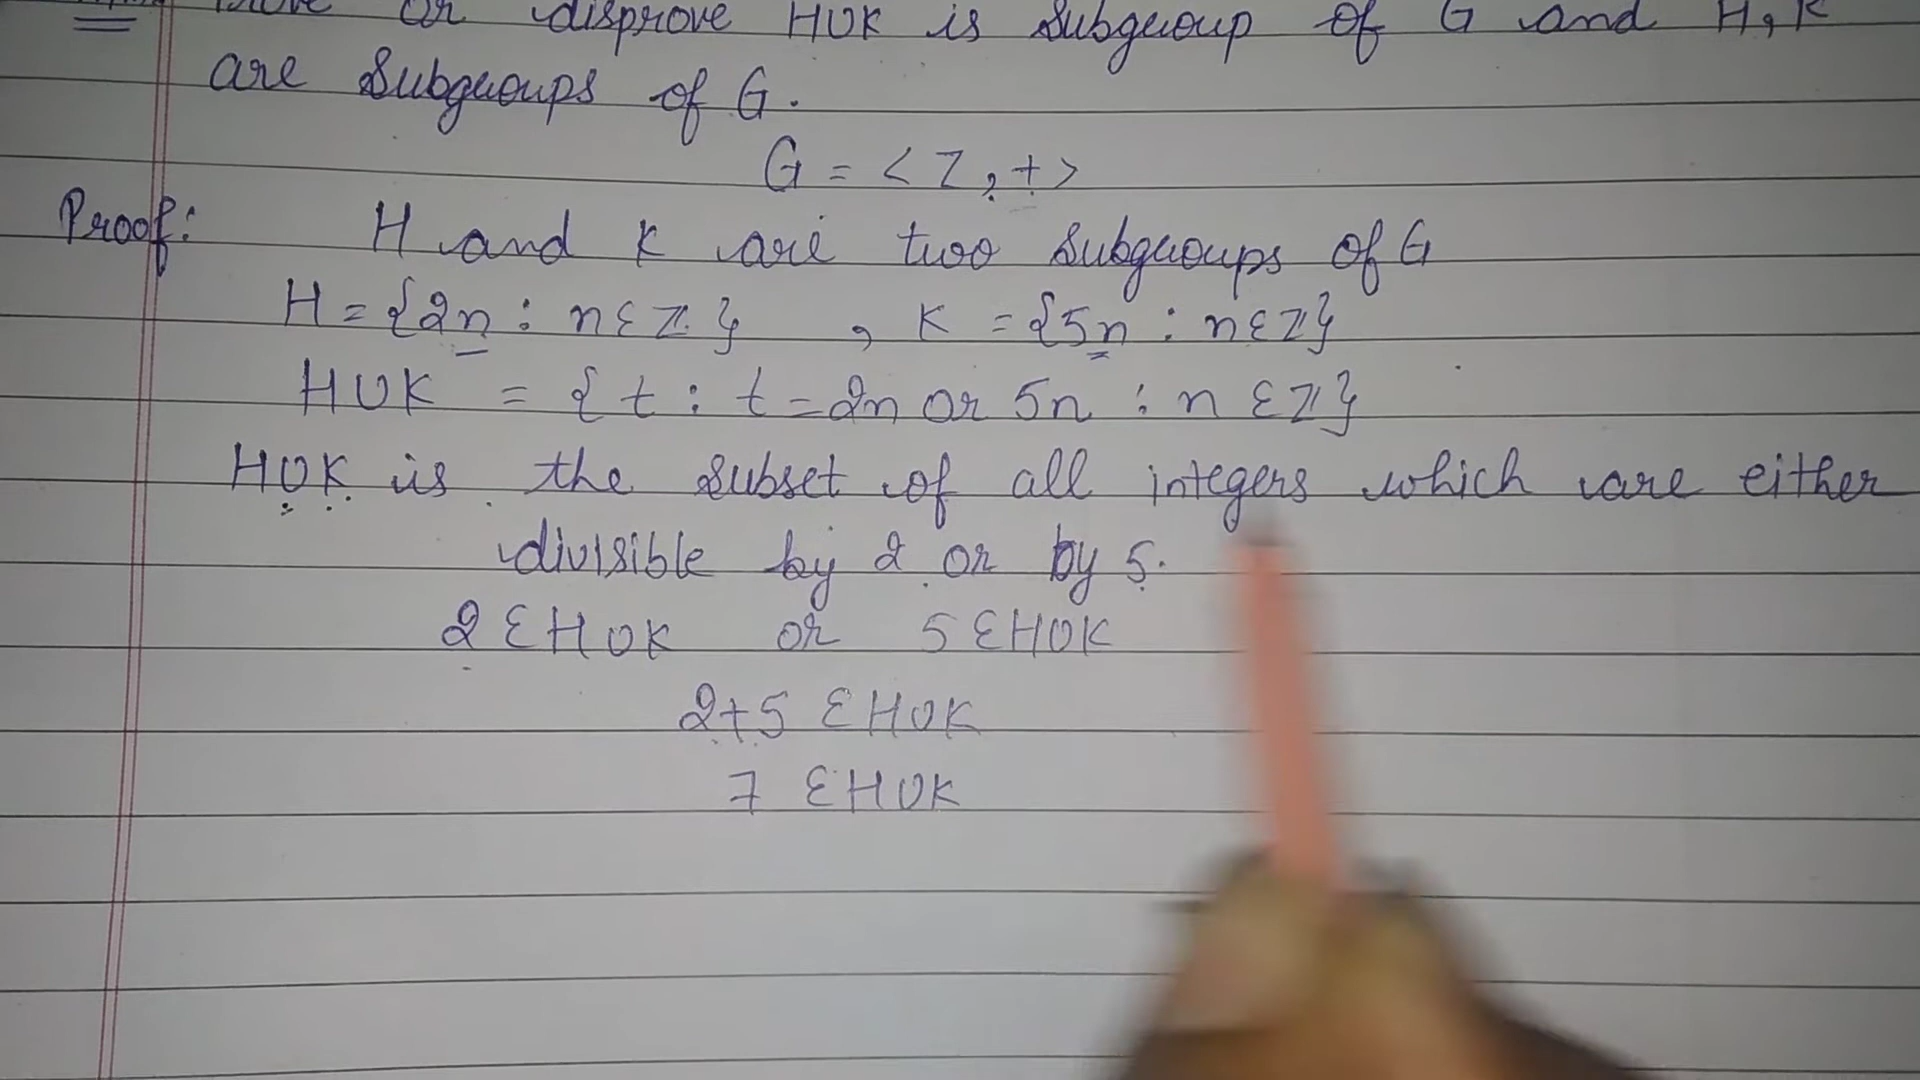 or disprove HUK is subgroup of G and H, K
are subgroups of G.
G = < Z, + >
Proof: H and K are two subgroups of G
H = {2n : n ∈ Z}, K = {5n : n ∈ Z}
HUK = {t : t = 2n or 5n : n ∈ Z}
HUK is the subset of all integers which are either
divisible by 2 or by 5.
2 ∈ HUK or 5 ∈ HUK
2+5 ∈ HUK
7 ∈ HUK